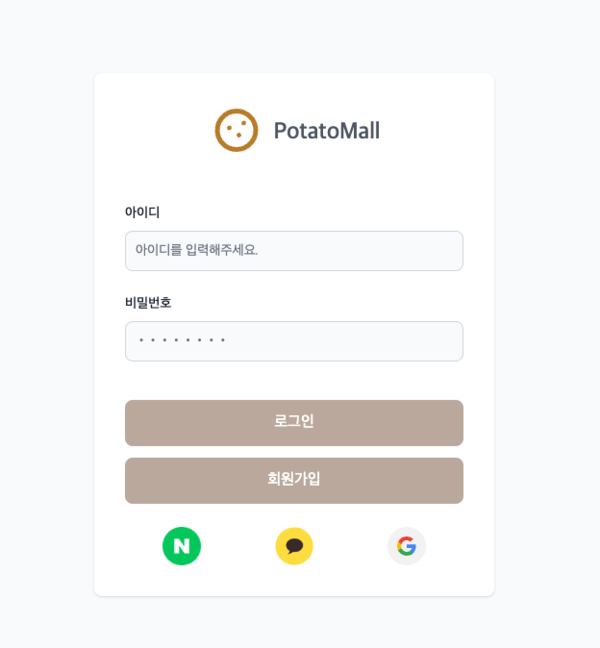 PotatoMall
아이디
아이디를 입력해주세요.
비밀번호
• • • • • • • •
로그인
회원가입
N
G